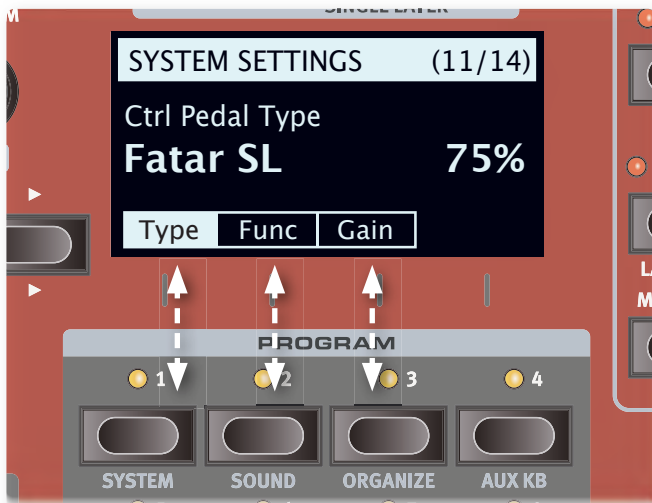 SINGLE LAYER
SYSTEM SETTINGS (11/14)
Ctrl Pedal Type
Fatar SL 75%
Type Func Gain
PROGRAM
1 2 3 4
SYSTEM SOUND ORGANIZE AUX KB